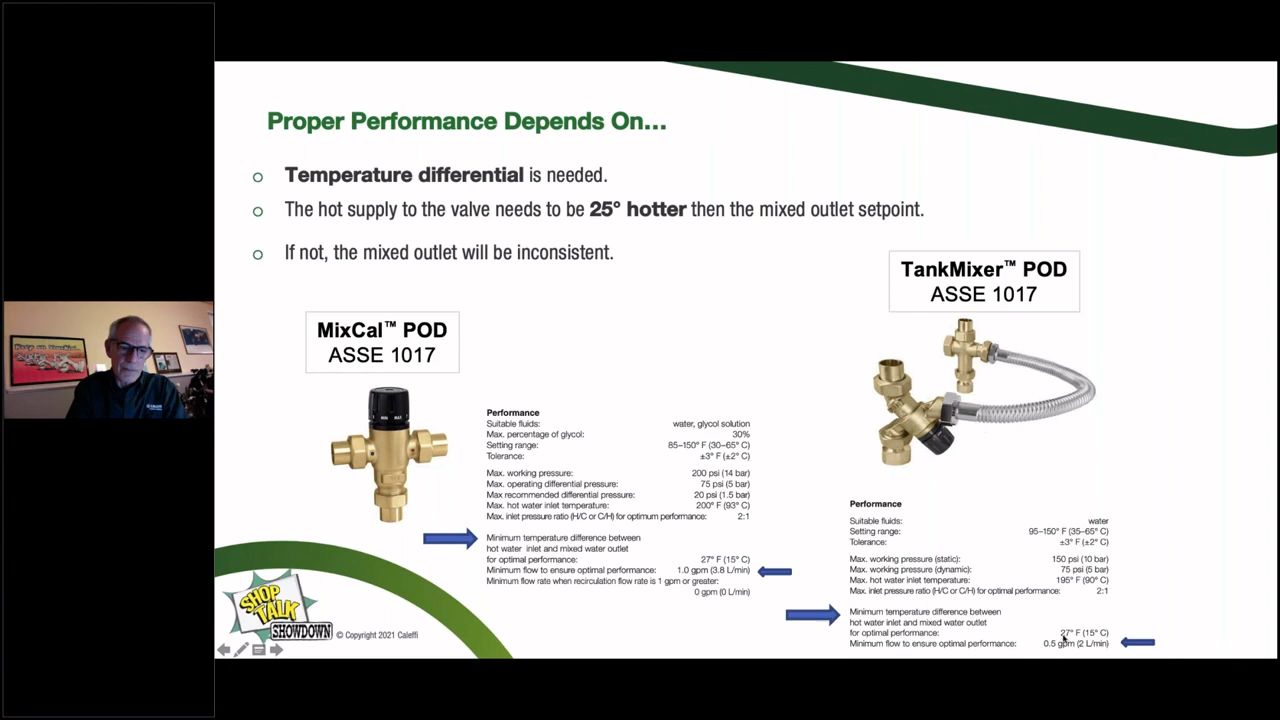 Proper Performance Depends On...
Temperature differential is needed.
The hot supply to the valve needs to be 25° hotter then the mixed outlet setpoint.
If not, the mixed outlet will be inconsistent.
MixCal™ POD
ASSE 1017
Performance
Suitable fluids: water, glycol solution
Max. percentage of glycol: 30%
Setting range: 85–150° F (30–65° C)
Tolerance: ±3° F (±2° C)
Max. working pressure: 200 psi (14 bar)
Max. operating differential pressure: 75 psi (5 bar)
Max recommended differential pressure: 20 psi (1.5 bar)
Max. hot water inlet temperature: 200° F (93° C)
Max. inlet pressure ratio (H/C or C/H) for optimum performance: 2:1
Minimum temperature difference between
hot water inlet and mixed water outlet
for optimal performance: 27° F (15° C)
Minimum flow to ensure optimal performance: 1.0 gpm (3.8 L/min)
Minimum flow rate when recirculation flow rate is 1 gpm or greater:
0 gpm (0 L/min)
TankMixer™ POD
ASSE 1017
Performance
Suitable fluids: water
Setting range: 95–150° F (35–65° C)
Tolerance: ±3° F (±2° C)
Max. working pressure (static): 150 psi (10 bar)
Max. working pressure (dynamic): 75 psi (5 bar)
Max. hot water inlet temperature: 195° F (90° C)
Max. inlet pressure ratio (H/C or C/H) for optimal performance: 2:1
Minimum temperature difference between
hot water inlet and mixed water outlet
for optimal performance: 27° F (15° C)
Minimum flow to ensure optimal performance: 0.5 gpm (2 L/min)
SHOP
TALK
SHOWDOWN
© Copyright 2021 Caleffi